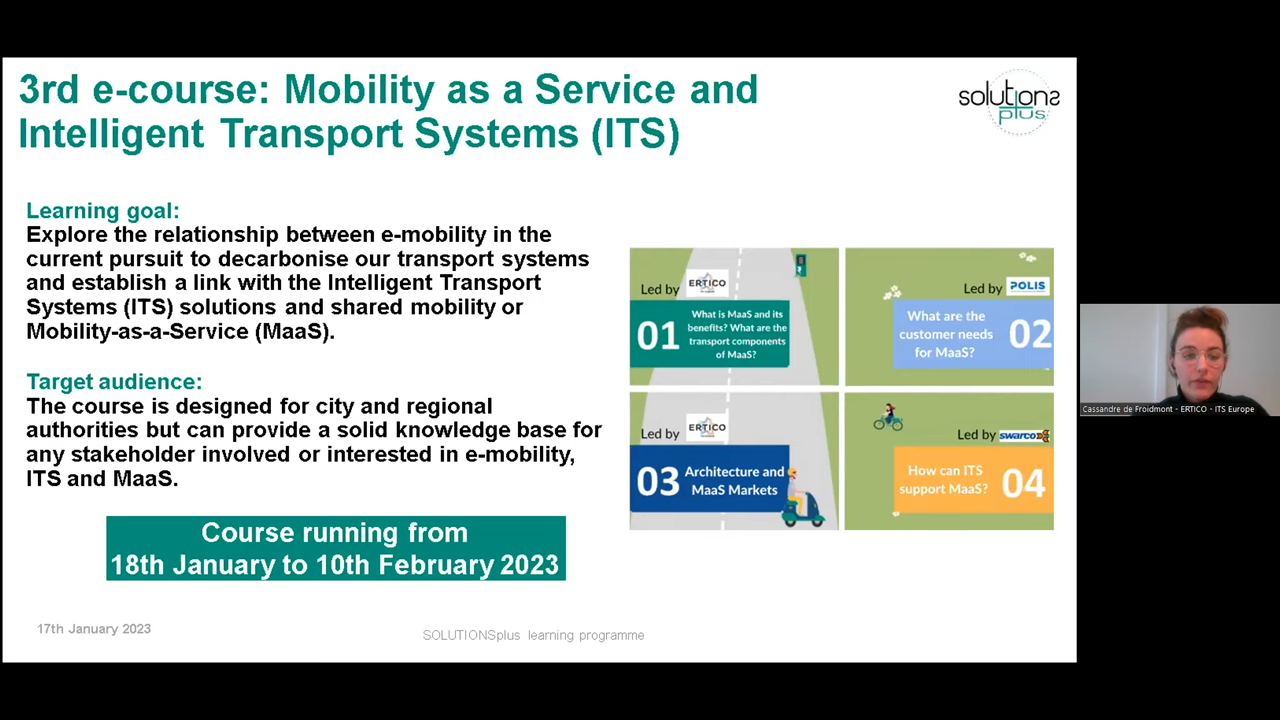 3rd e-course: Mobility as a Service and
Intelligent Transport Systems (ITS)
solutions
plus
Learning goal:
Explore the relationship between e-mobility in the
current pursuit to decarbonise our transport systems
and establish a link with the Intelligent Transport
Systems (ITS) solutions and shared mobility or
Mobility-as-a-Service (MaaS).
Target audience:
The course is designed for city and regional
authorities but can provide a solid knowledge base for
any stakeholder involved or interested in e-mobility,
ITS and MaaS.
Course running from
18th January to 10th February 2023
Led by ERTICO
01
What is MaaS and its
benefits? What are the
transport components
of MaaS?
Led by POLIS
What are the
customer needs
for MaaS?
02
Led by ERTICO
03
Architecture and
MaaS Markets
Led by swarco
How can ITS
support MaaS?
04
17th January 2023
SOLUTIONSplus learning programme
Cassandre de Froidmont - ERTICO - ITS Europe